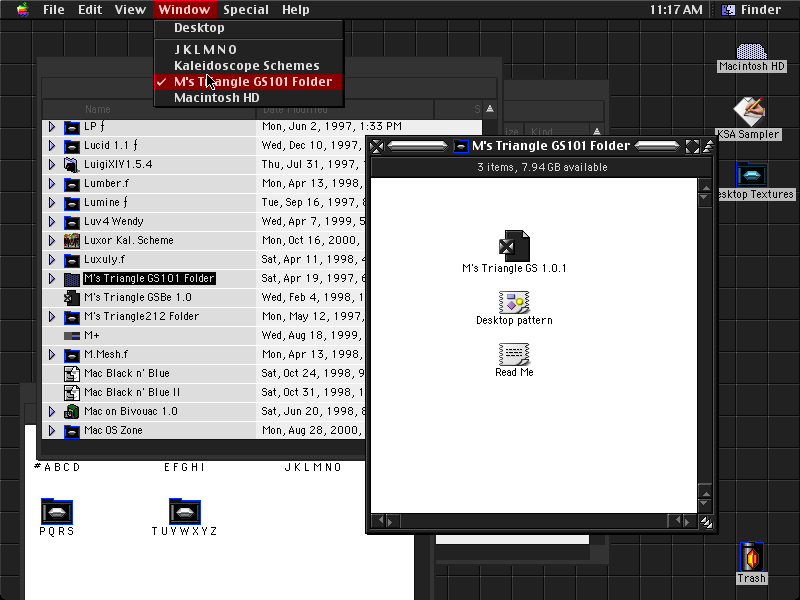 File Edit View Window Special Help 11:17 AM Finder
Desktop
J K L M N O
Kaleidoscope Schemes
✓ M's Triangle GS101 Folder
Macintosh HD
Name Date Modified S
LP ƒ Mon, Jun 2, 1997, 1:33 PM
Lucid 1.1 ƒ Wed, Dec 10, 1997,
LuigiXIV1.5.4 Thu, Jul 31, 1997,
Lumber.f Mon, Apr 13, 1998,
Lumine ƒ Tue, Sep 16, 1997, 8
Luv4 Wendy Wed, Apr 7, 1999, 5
Luxor Kal. Scheme Mon, Oct 16, 2000,
Luxuly.f Sat, Apr 11, 1998, 4
M's Triangle GS101 Folder Sat, Apr 19, 1997, 6
M's Triangle GSBe 1.0 Wed, Feb 4, 1998, 1
M's Triangle212 Folder Mon, May 12, 1997,
M+ Wed, Aug 18, 1999,
M.Mesh.f Mon, Apr 13, 1998,
Mac Black n' Blue Sat, Oct 24, 1998, 9
Mac Black n' Blue II Sat, Oct 31, 1998, 1
Mac on Bivouac 1.0 Sat, Jun 20, 1998, 8
Mac OS Zone Mon, Aug 28, 2000,
ize Kind
M's Triangle GS101 Folder
3 items, 7.94 GB available
M's Triangle GS 1.0.1
Desktop pattern
Read Me
#A B C D E F G H I J K L M N O
P Q R S T U Y W X Y Z
Macintosh HD
KSA Sampler
esktop Textures
Trash